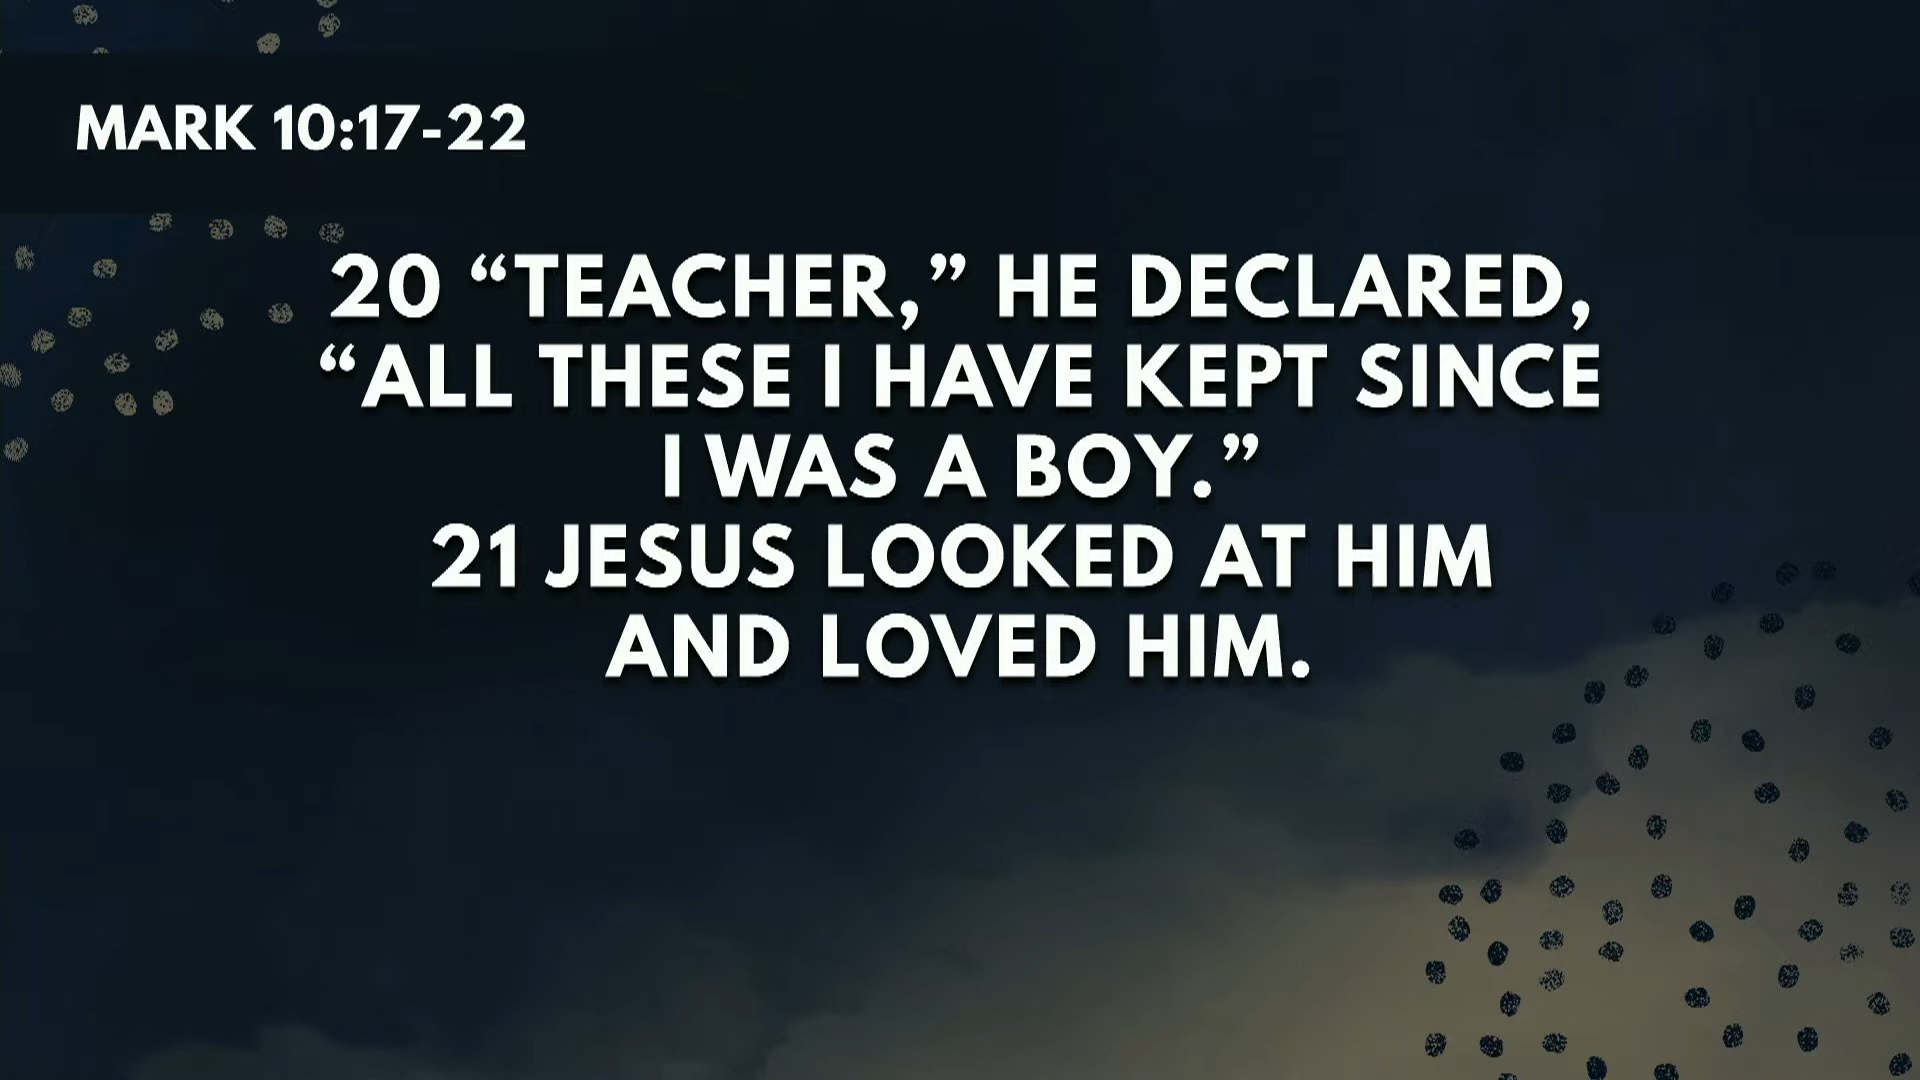 MARK 10:17-22
20 “TEACHER,” HE DECLARED,
“ALL THESE I HAVE KEPT SINCE
I WAS A BOY.”
21 JESUS LOOKED AT HIM
AND LOVED HIM.